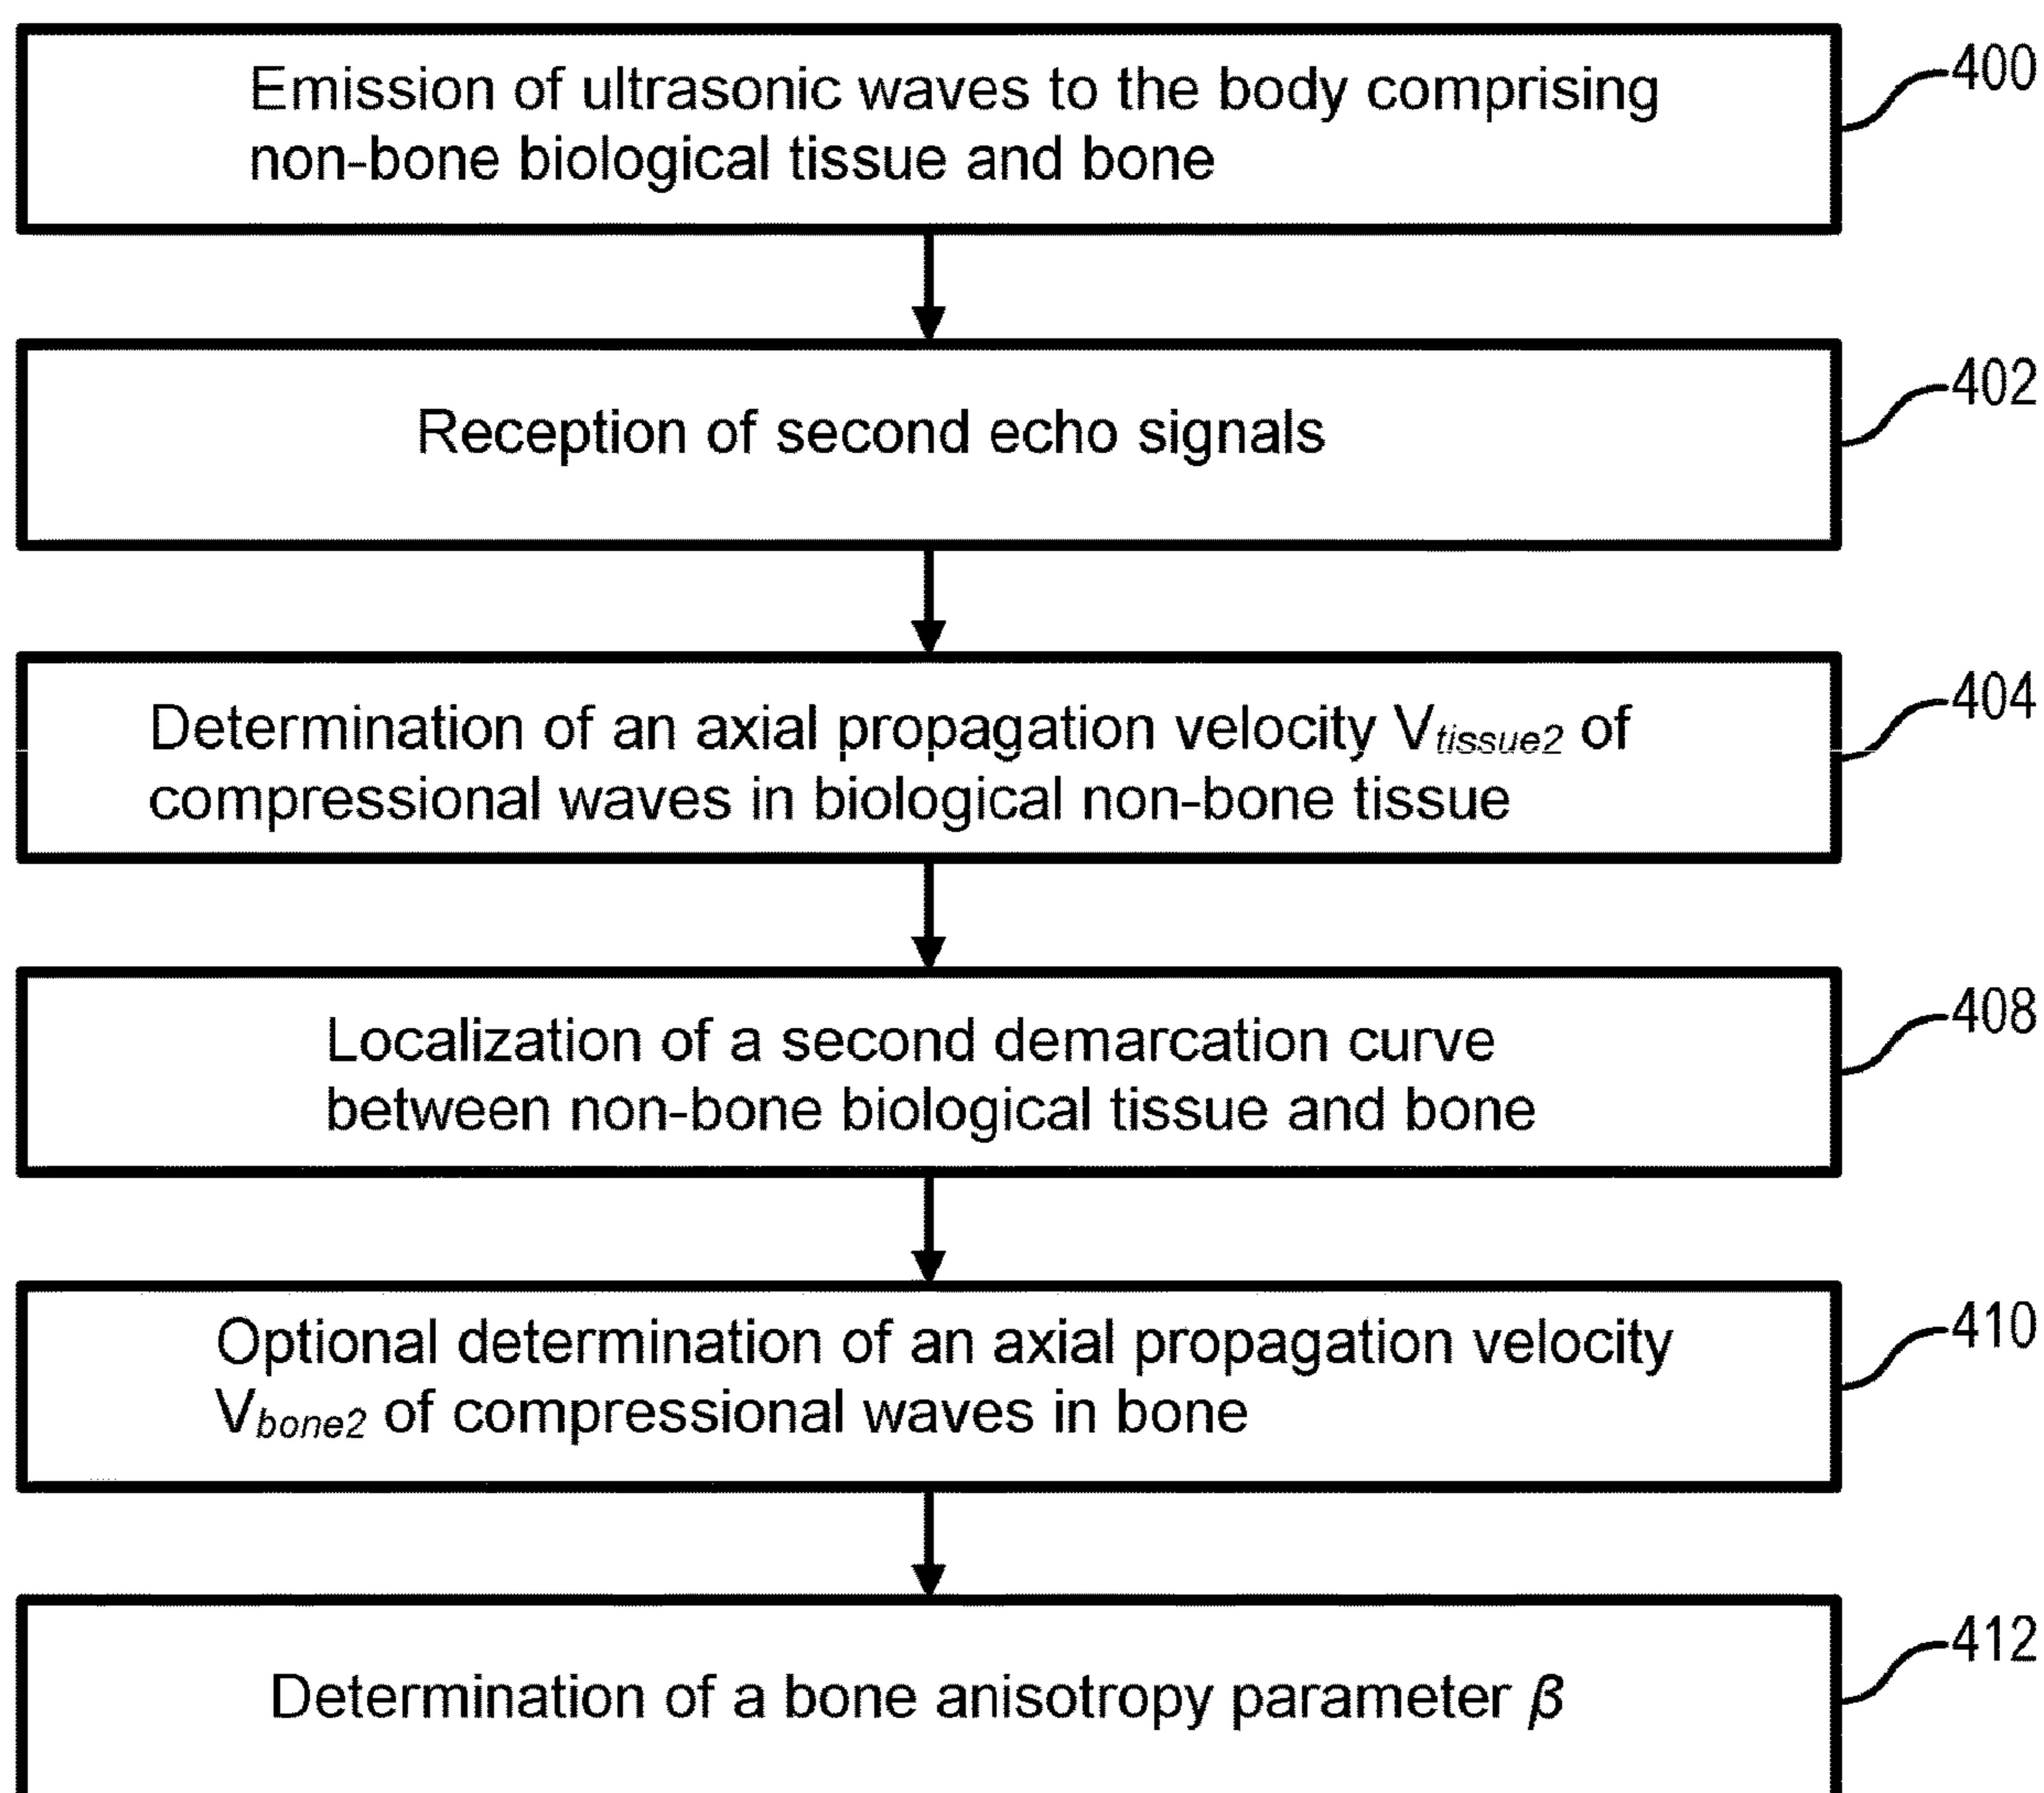 Emission of ultrasonic waves to the body comprising
non-bone biological tissue and bone
400
Reception of second echo signals
402
Determination of an axial propagation velocity Vtissue2 of
compressional waves in biological non-bone tissue
404
Localization of a second demarcation curve
between non-bone biological tissue and bone
408
Optional determination of an axial propagation velocity
Vbone2 of compressional waves in bone
410
Determination of a bone anisotropy parameter β
412